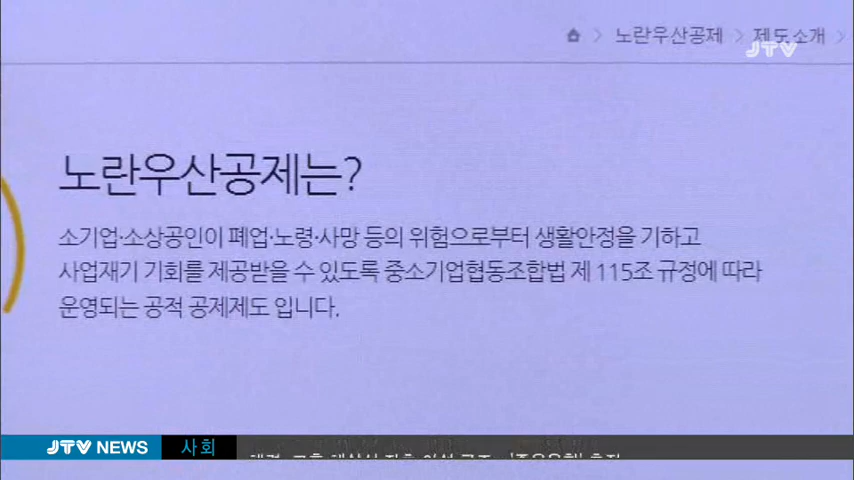 노란우산공제 > 제도소개 >
JTV
노란우산공제는?
소기업·소상공인이 폐업·노령·사망 등의 위험으로부터 생활안정을 기하고
사업재기 기회를 제공받을 수 있도록 중소기업협동조합법 제 115조 규정에 따라
운영되는 공적 공제제도 입니다.
JTV NEWS 사회